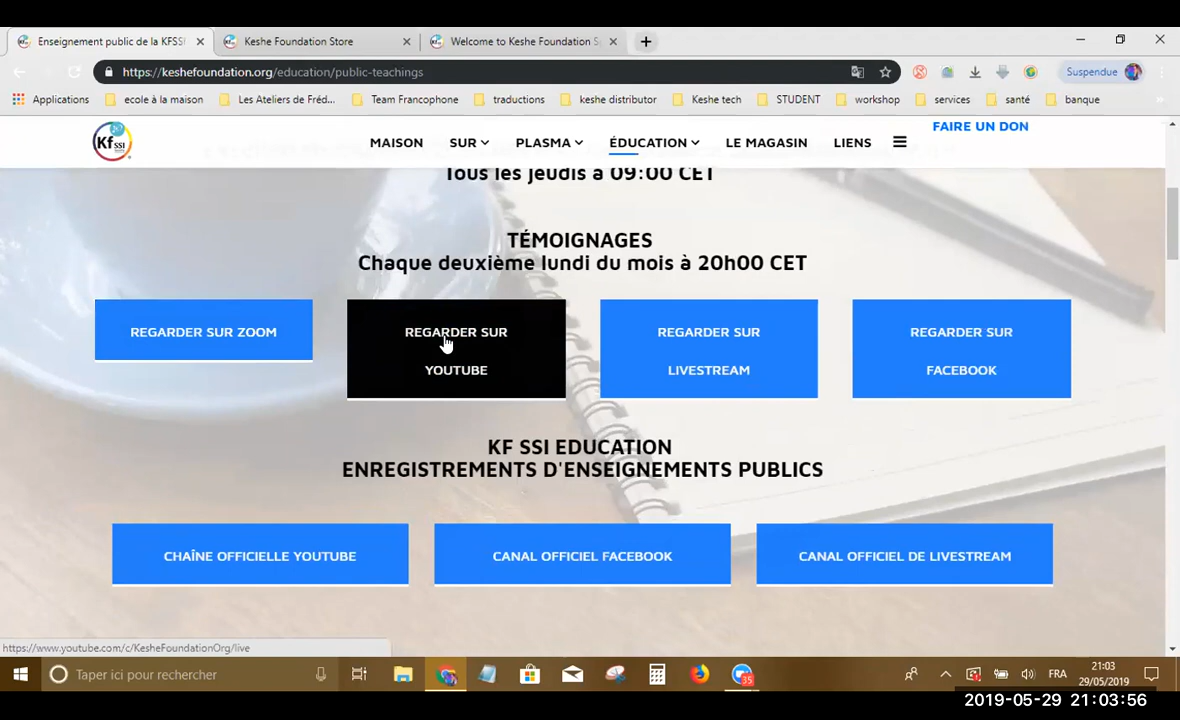 Enseignement public de la KFSSI
Keshe Foundation Store
Welcome to Keshe Foundation S
https://keshefoundation.org/education/public-teachings
Suspendue
Applications
ecole à la maison
Les Ateliers de Fréd...
Team Francophone
traductions
keshe distributor
Keshe tech
STUDENT
workshop
services
santé
banque
KF SSI
MAISON
SUR
PLASMA
ÉDUCATION
LE MAGASIN
LIENS
FAIRE UN DON
Tous les jeudis à 09:00 CET
TÉMOIGNAGES
Chaque deuxième lundi du mois à 20h00 CET
REGARDER SUR ZOOM
REGARDER SUR
YOUTUBE
REGARDER SUR
LIVESTREAM
REGARDER SUR
FACEBOOK
KF SSI EDUCATION
ENREGISTREMENTS D'ENSEIGNEMENTS PUBLICS
CHAÎNE OFFICIELLE YOUTUBE
CANAL OFFICIEL FACEBOOK
CANAL OFFICIEL DE LIVESTREAM
https://www.youtube.com/c/KesheFoundationOrg/live
Taper ici pour rechercher
35
FRA
21:03
29/05/2019
2019-05-29 21:03:56